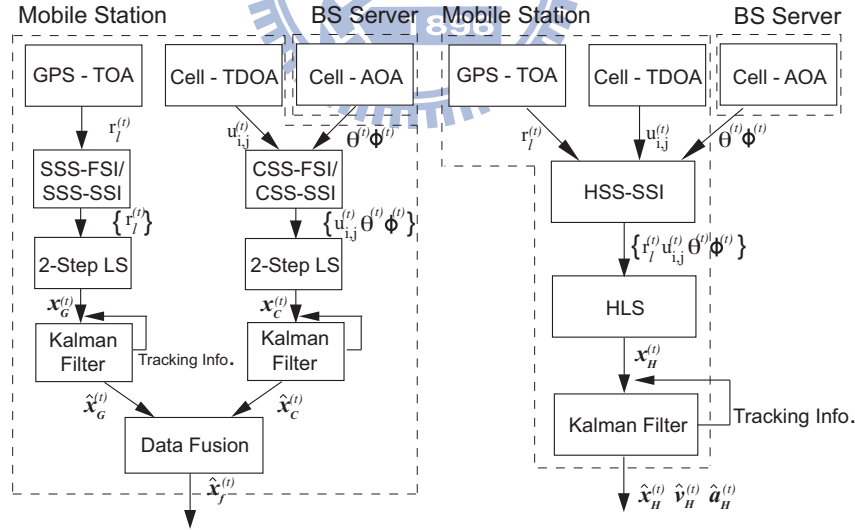 Mobile Station
BS Server
GPS - TOA
Cell - TDOA
Cell - AOA
r_l^(t)
u_i,j^(t)
θ^(t) ϕ^(t)
SSS-FSI/
SSS-SSI
CSS-FSI/
CSS-SSI
{r_l^(t)}
{u_i,j^(t) θ^(t) ϕ^(t)}
2-Step LS
2-Step LS
x_G^(t)
x_C^(t)
Kalman
Filter
Tracking Info.
Kalman
Filter
x̂_G^(t)
x̂_C^(t)
Data Fusion
x̂_f^(t)
Mobile Station
BS Server
1896
GPS - TOA
Cell - TDOA
Cell - AOA
r_l^(t)
u_i,j^(t)
θ^(t) ϕ^(t)
HSS-SSI
{r_l^(t) u_i,j^(t) θ^(t) ϕ^(t)}
HLS
x_H^(t)
Kalman Filter
Tracking Info.
x̂_H^(t) v̂_H^(t) â_H^(t)